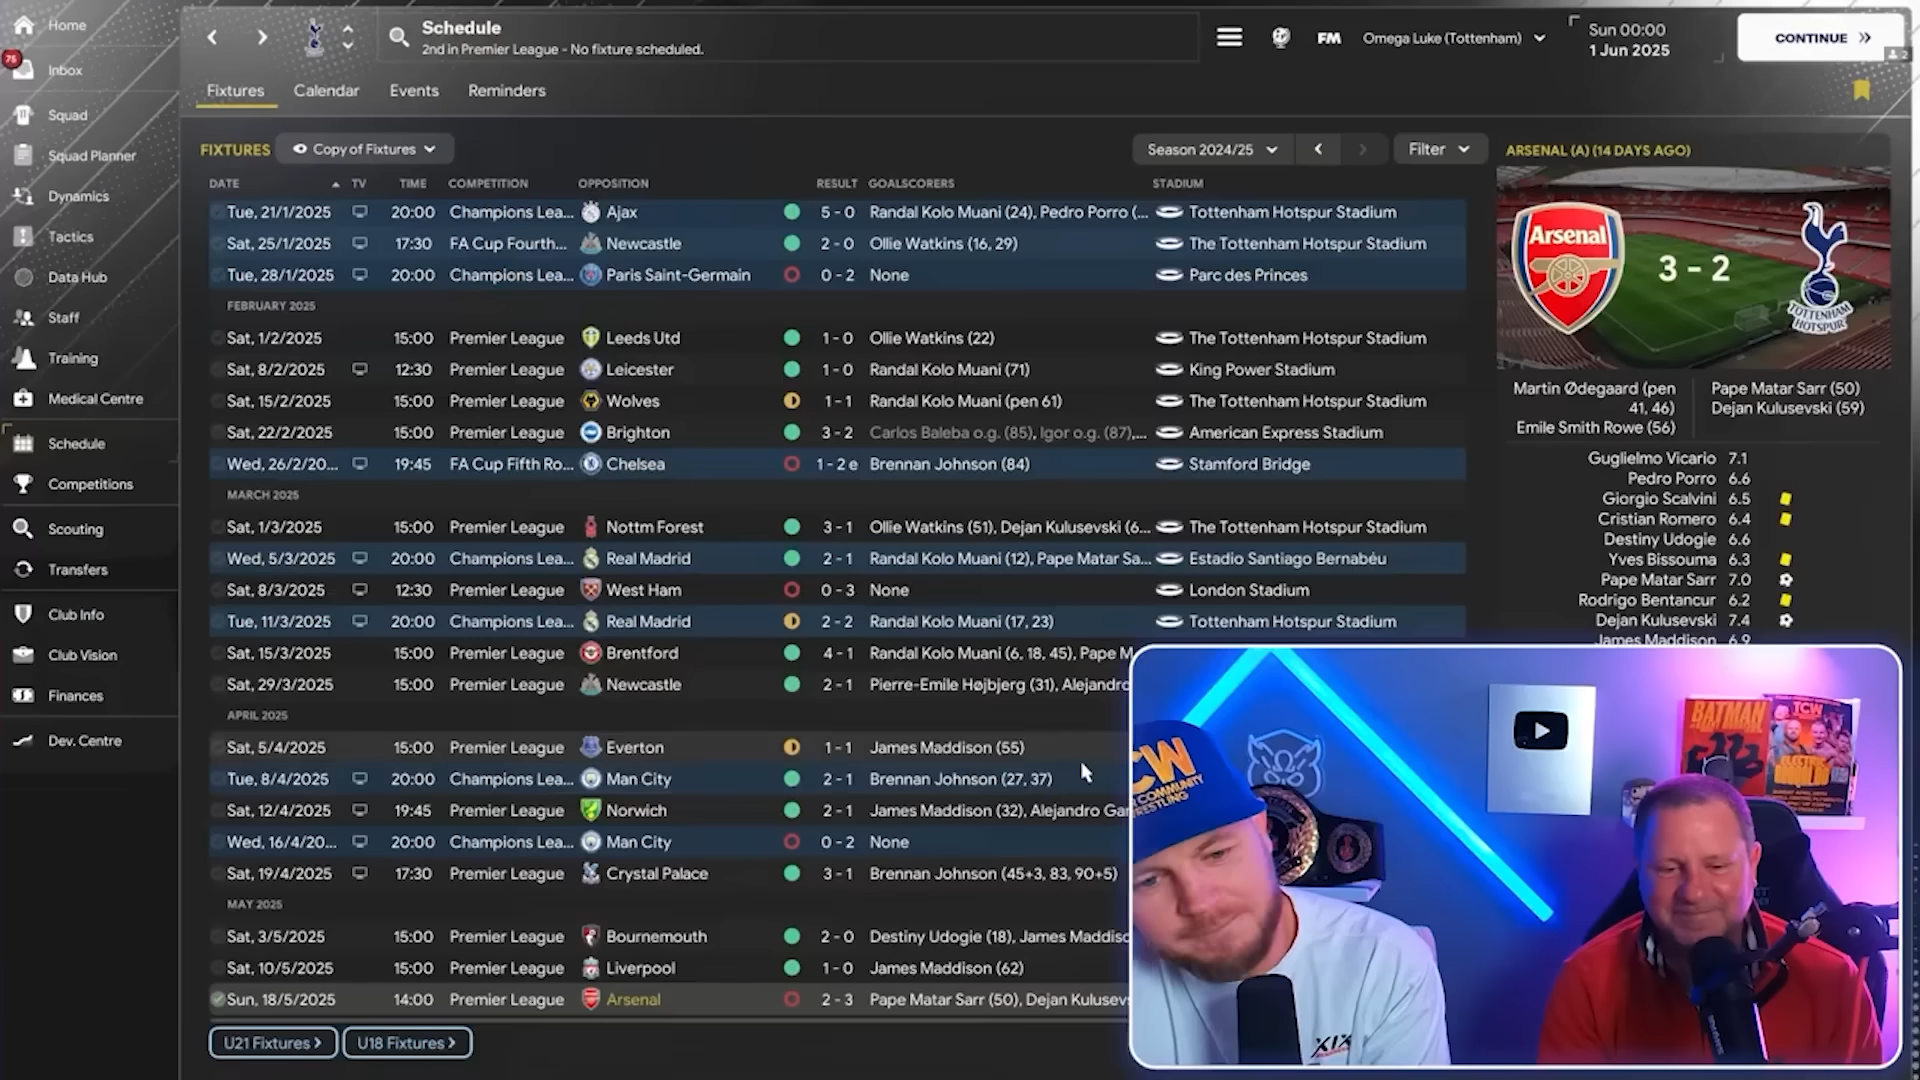 Home
Schedule
2nd in Premier League - No fixture scheduled.
FM
Omega Luke (Tottenham)
Sun 00:00
1 Jun 2025
CONTINUE
2
75
Inbox
Squad
Squad Planner
Dynamics
Tactics
Data Hub
Staff
Training
Medical Centre
Schedule
Competitions
Scouting
Transfers
Club Info
Club Vision
Finances
Dev. Centre
Fixtures Calendar Events Reminders
FIXTURES Copy of Fixtures Season 2024/25 Filter
DATE TV TIME COMPETITION OPPOSITION RESULT GOALSCORERS STADIUM
Tue, 21/1/2025 20:00 Champions Lea... Ajax 5 - 0 Randal Kolo Muani (24), Pedro Porro (... Tottenham Hotspur Stadium
Sat, 25/1/2025 17:30 FA Cup Fourth... Newcastle 2 - 0 Ollie Watkins (16, 29) The Tottenham Hotspur Stadium
Tue, 28/1/2025 20:00 Champions Lea... Paris Saint-Germain 0 - 2 None Parc des Princes
FEBRUARY 2025
Sat, 1/2/2025 15:00 Premier League Leeds Utd 1 - 0 Ollie Watkins (22) The Tottenham Hotspur Stadium
Sat, 8/2/2025 12:30 Premier League Leicester 1 - 0 Randal Kolo Muani (71) King Power Stadium
Sat, 15/2/2025 15:00 Premier League Wolves 1 - 1 Randal Kolo Muani (pen 61) The Tottenham Hotspur Stadium
Sat, 22/2/2025 15:00 Premier League Brighton 3 - 2 Carlos Baleba o.g. (85), Igor o.g. (87),... American Express Stadium
Wed, 26/2/20... 19:45 FA Cup Fifth Ro... Chelsea 1 - 2 e Brennan Johnson (84) Stamford Bridge
MARCH 2025
Sat, 1/3/2025 15:00 Premier League Nottm Forest 3 - 1 Ollie Watkins (51), Dejan Kulusevski (6... The Tottenham Hotspur Stadium
Wed, 5/3/2025 20:00 Champions Lea... Real Madrid 2 - 1 Randal Kolo Muani (12), Pape Matar Sa... Estadio Santiago Bernabéu
Sat, 8/3/2025 12:30 Premier League West Ham 0 - 3 None London Stadium
Tue, 11/3/2025 20:00 Champions Lea... Real Madrid 2 - 2 Randal Kolo Muani (17, 23) Tottenham Hotspur Stadium
Sat, 15/3/2025 15:00 Premier League Brentford 4 - 1 Randal Kolo Muani (6, 18, 45), Pape M
Sat, 29/3/2025 15:00 Premier League Newcastle 2 - 1 Pierre-Emile Højbjerg (31), Alejandro
APRIL 2025
Sat, 5/4/2025 15:00 Premier League Everton 1 - 1 James Maddison (55)
Tue, 8/4/2025 20:00 Champions Lea... Man City 2 - 1 Brennan Johnson (27, 37)
Sat, 12/4/2025 19:45 Premier League Norwich 2 - 1 James Maddison (32), Alejandro Gar
Wed, 16/4/20... 20:00 Champions Lea... Man City 0 - 2 None
Sat, 19/4/2025 17:30 Premier League Crystal Palace 3 - 1 Brennan Johnson (45+3, 83, 90+5)
MAY 2025
Sat, 3/5/2025 15:00 Premier League Bournemouth 2 - 0 Destiny Udogie (18), James Maddisc
Sat, 10/5/2025 15:00 Premier League Liverpool 1 - 0 James Maddison (62)
Sun, 18/5/2025 14:00 Premier League Arsenal 2 - 3 Pape Matar Sarr (50), Dejan Kulusevs
U21 Fixtures U18 Fixtures
ARSENAL (A) (14 DAYS AGO)
Arsenal 3 - 2 TOTTENHAM
HOTSPUR
Martin Ødegaard (pen
41, 46)
Emile Smith Rowe (56)
Pape Matar Sarr (50)
Dejan Kulusevski (59)
Guglielmo Vicario 7.1
Pedro Porro 6.6
Giorgio Scalvini 6.5
Cristian Romero 6.4
Destiny Udogie 6.6
Yves Bissouma 6.3
Pape Matar Sarr 7.0
Rodrigo Bentancur 6.2
Dejan Kulusevski 7.4
James Maddison 6.9
CW
COMMUNITY
RESTLING
BATMAN
TCW
XIX